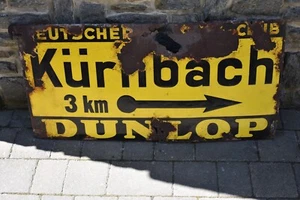 EUTSCHER CLUB
Kürnbach
3 km
DUNLOP